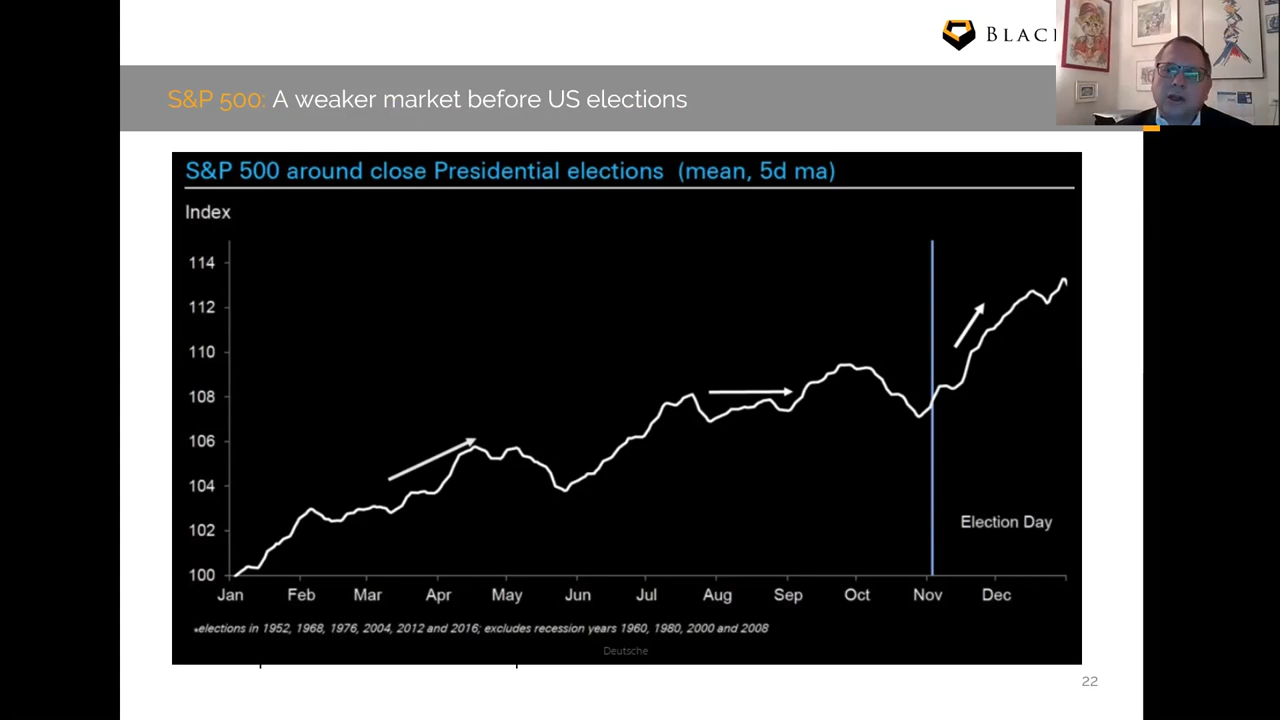 BLACK
S&P 500: A weaker market before US elections
S&P 500 around close Presidential elections (mean, 5d ma)
Index
114
112
110
108
106
104
102
100
Election Day
Jan Feb Mar Apr May Jun Jul Aug Sep Oct Nov Dec
*elections in 1952, 1968, 1976, 2004, 2012 and 2016; excludes recession years 1960, 1980, 2000 and 2008
Deutsche
22